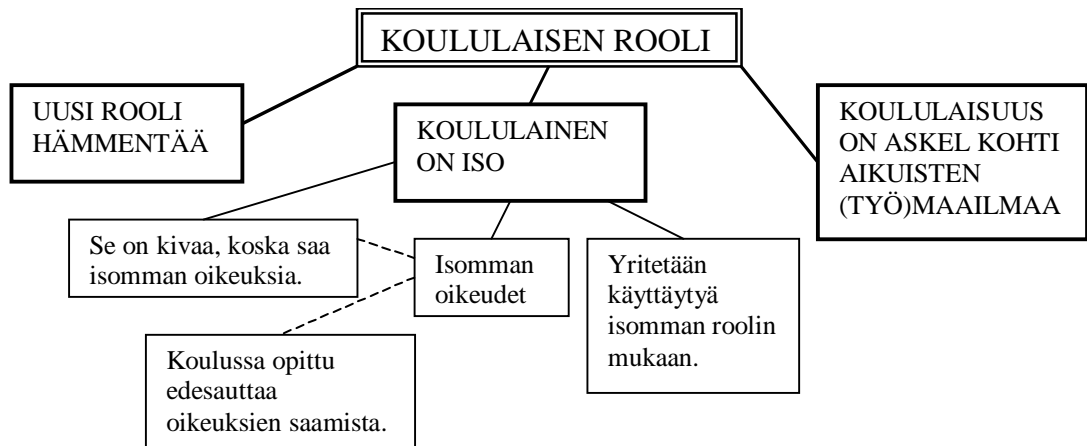 KOULULAISEN ROOLI
UUSI ROOLI
HÄMMENTÄÄ
KOULULAINEN
ON ISO
KOULULAISUUS
ON ASKEL KOHTI
AIKUISTEN
(TYÖ)MAAILMAA
Se on kivaa, koska saa
isomman oikeuksia.
Isomman
oikeudet
Yritetään
käyttäytyä
isomman roolin
mukaan.
Koulussa opittu
edesauttaa
oikeuksien saamista.